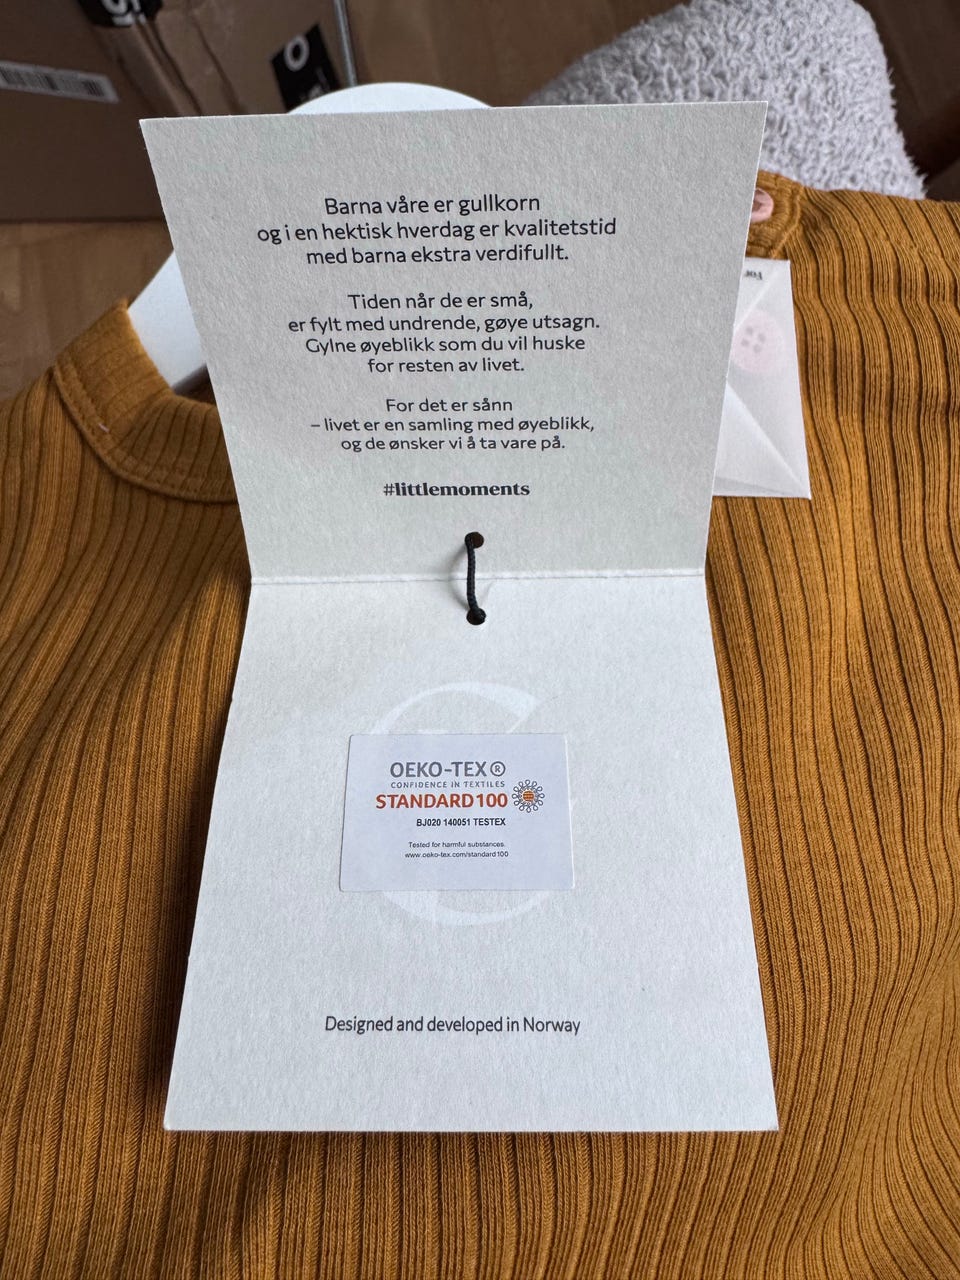 Barna våre er gullkorn
og i en hektisk hverdag er kvalitetstid
med barna ekstra verdifullt.
Tiden når de er små,
er fylt med undrende, gøye utsagn.
Gylne øyeblikk som du vil huske
for resten av livet.
For det er sånn
– livet er en samling med øyeblikk,
og de ønsker vi å ta vare på.
#littlemoments
OEKO-TEX®
CONFIDENCE IN TEXTILES
STANDARD 100
BJ020 140051 TESTEX
Tested for harmful substances.
www.oeko-tex.com/standard100
Designed and developed in Norway